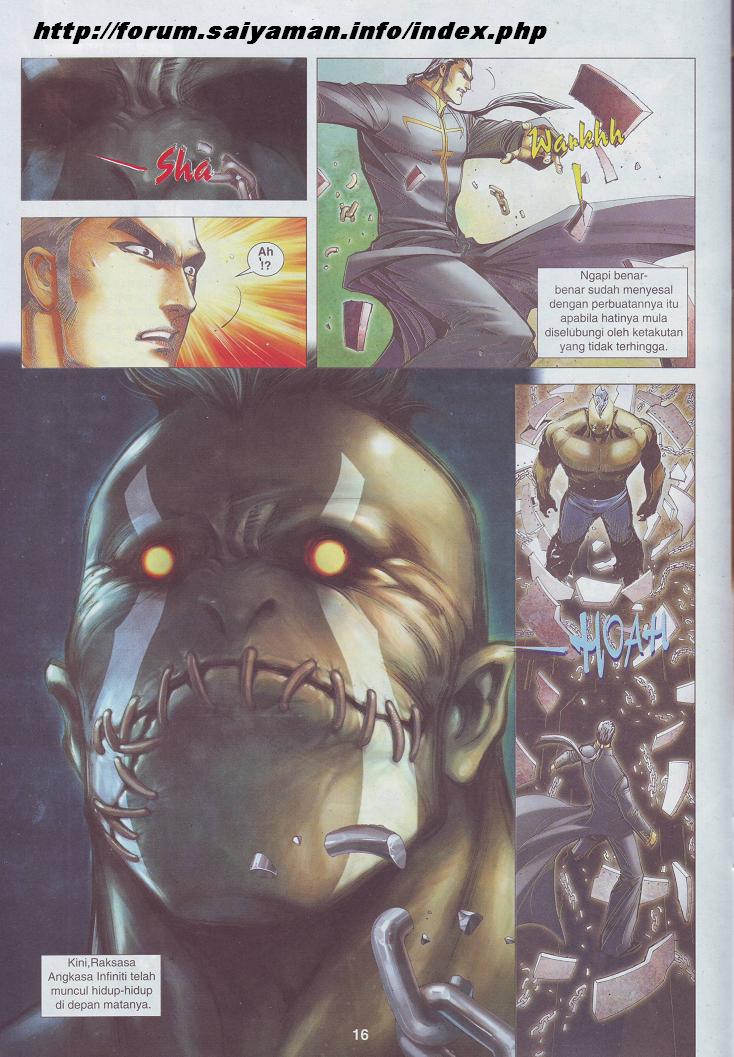 http://forum.saiyaman.info/index.php
Sha
Warkhh
Ah
!?
Ngapi benar-
benar sudah menyesal
dengan perbuatannya itu
apabila hatinya mula
diselubungi oleh ketakutan
yang tidak terhingga.
HOAH
Kini,Raksasa
Angkasa Infiniti telah
muncul hidup-hidup
di depan matanya.
16